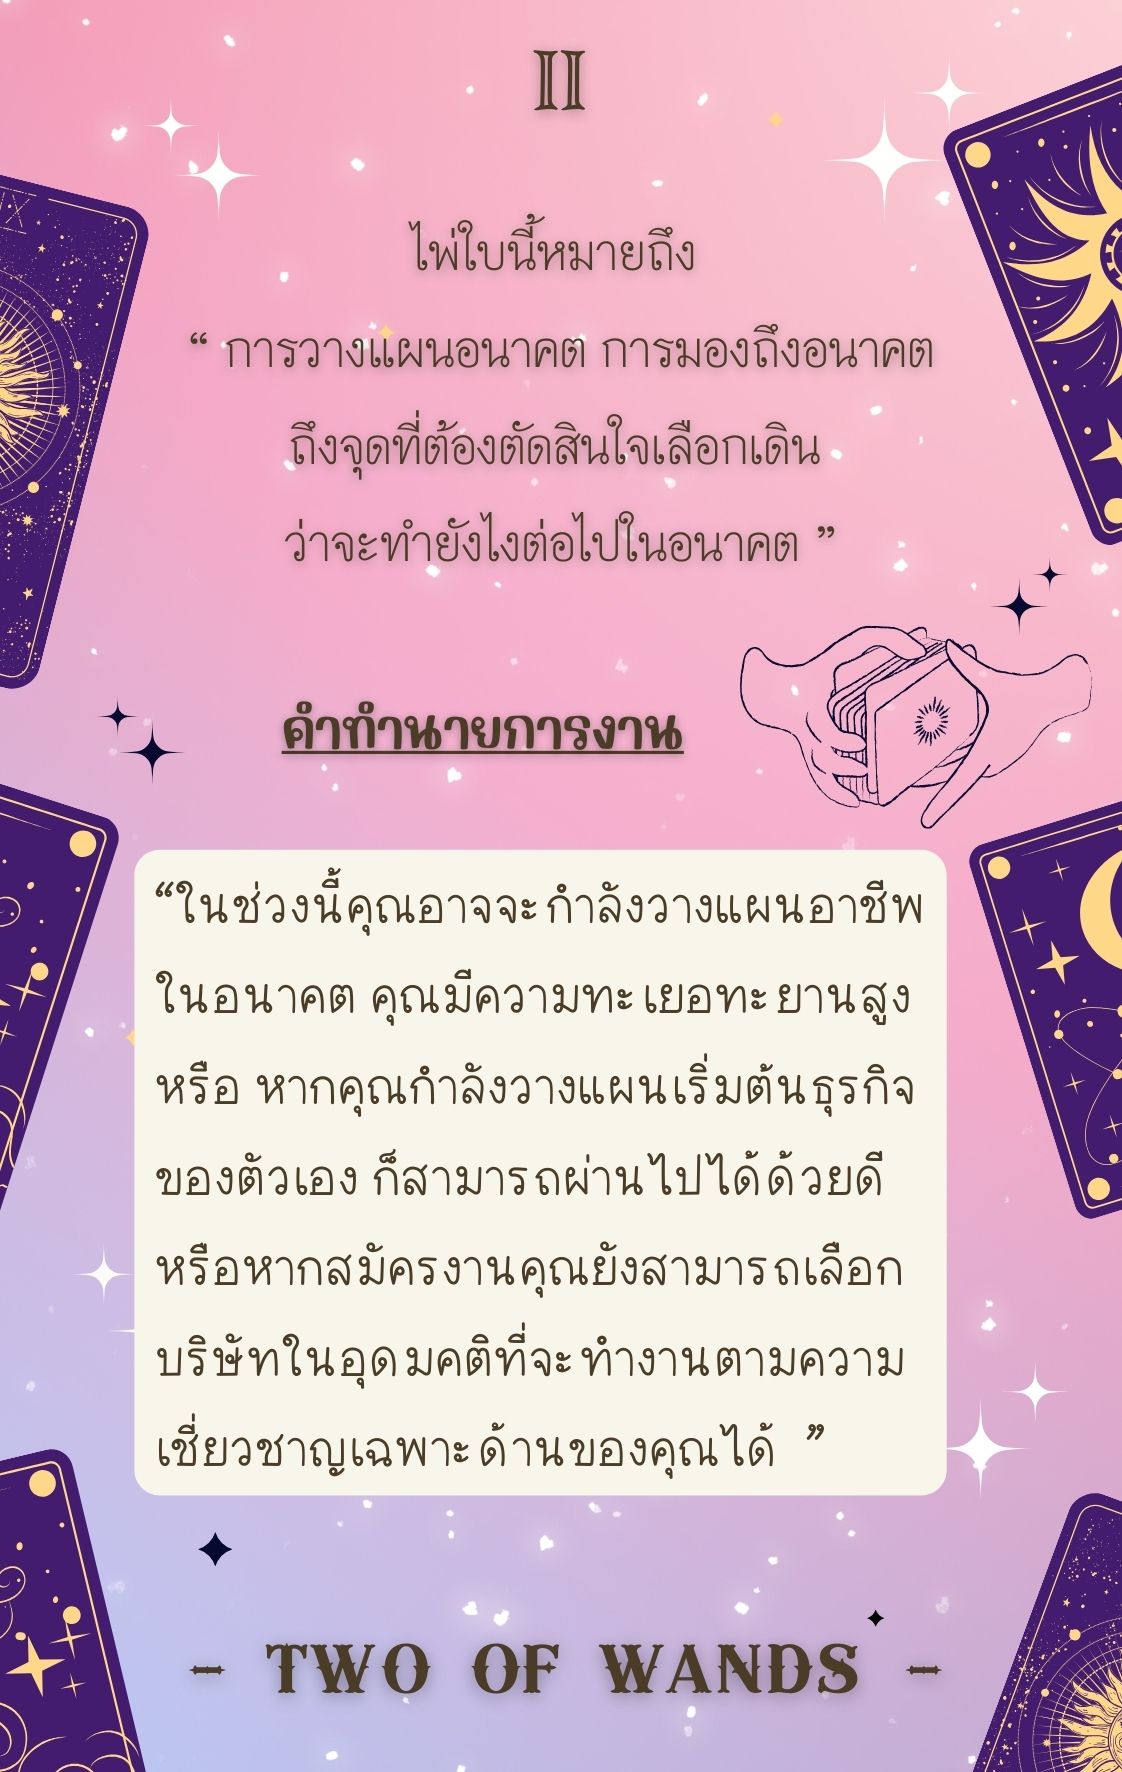 II
ไพ่ใบนี้หมายถึง
“ การวางแผนอนาคต การมองถึงอนาคต
ถึงจุดที่ต้องตัดสินใจเลือกเดิน
ว่าจะทำยังไงต่อไปในอนาคต ”
คำทำนายการงาน
“ในช่วงนี้คุณอาจจะกำลังวางแผนอาชีพ
ในอนาคต คุณมีความทะเยอทะยานสูง
หรือ หากคุณกำลังวางแผนเริ่มต้นธุรกิจ
ของตัวเอง ก็สามารถผ่านไปได้ด้วยดี
หรือหากสมัครงานคุณยังสามารถเลือก
บริษัทในอุดมคติที่จะทำงานตามความ
เชี่ยวชาญเฉพาะด้านของคุณได้ ”
- TWO OF WANDS -